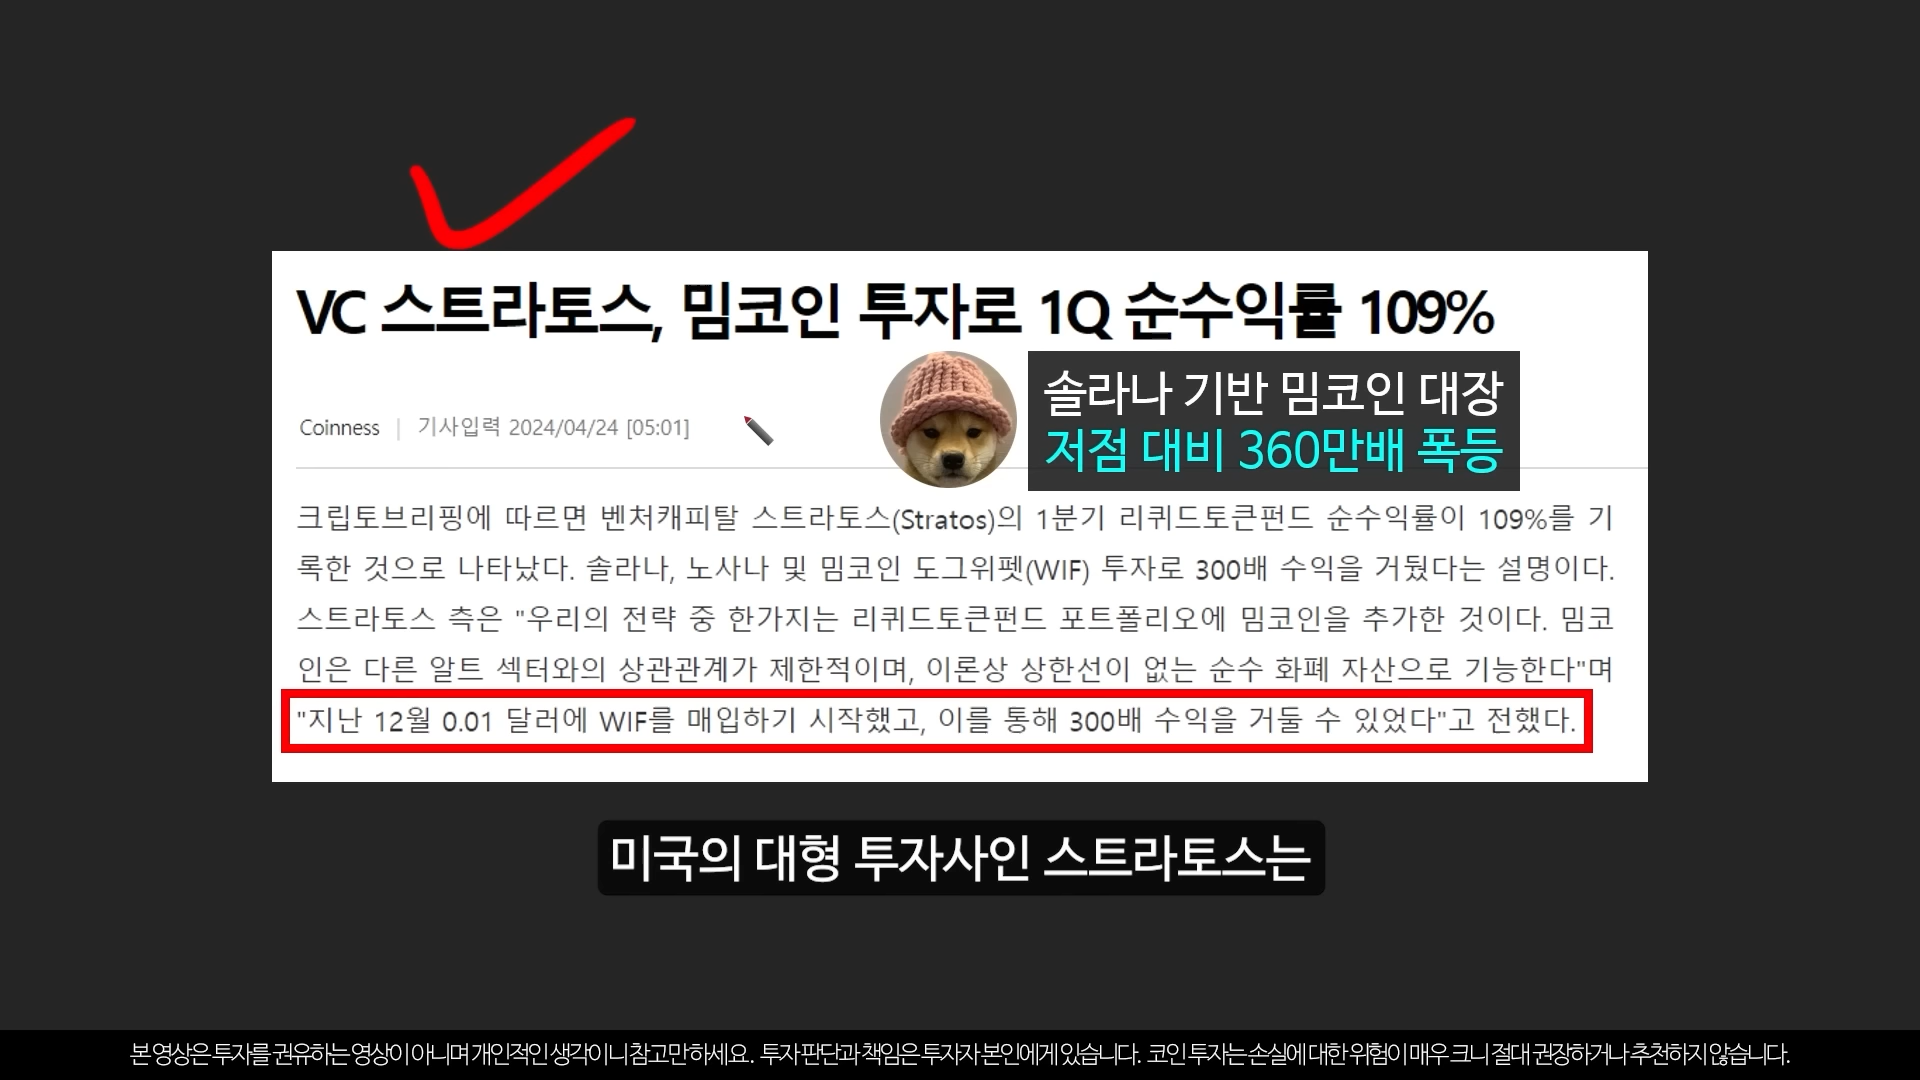 VC 스트라토스, 밈코인 투자로 1Q 순수익률 109%
솔라나 기반 밈코인 대장
저점 대비 360만배 폭등
Coinness | 기사입력 2024/04/24 [05:01]
크립토브리핑에 따르면 벤처캐피탈 스트라토스(Stratos)의 1분기 리퀴드토큰펀드 순수익률이 109%를 기
록한 것으로 나타났다. 솔라나, 노사나 및 밈코인 도그위펫(WIF) 투자로 300배 수익을 거뒀다는 설명이다.
스트라토스 측은 "우리의 전략 중 한가지는 리퀴드토큰펀드 포트폴리오에 밈코인을 추가한 것이다. 밈코
인은 다른 알트 섹터와의 상관관계가 제한적이며, 이론상 상한선이 없는 순수 화폐 자산으로 기능한다"며
"지난 12월 0.01 달러에 WIF를 매입하기 시작했고, 이를 통해 300배 수익을 거둘 수 있었다"고 전했다.
미국의 대형 투자사인 스트라토스는
본 영상은 투자를 권유하는 영상이 아니며 개인적인 생각이니 참고만 하세요. 투자 판단과 책임은 투자자 본인에게 있습니다. 코인 투자는 손실에 대한 위험이 매우 크니 절대 권장하거나 추천하지 않습니다.